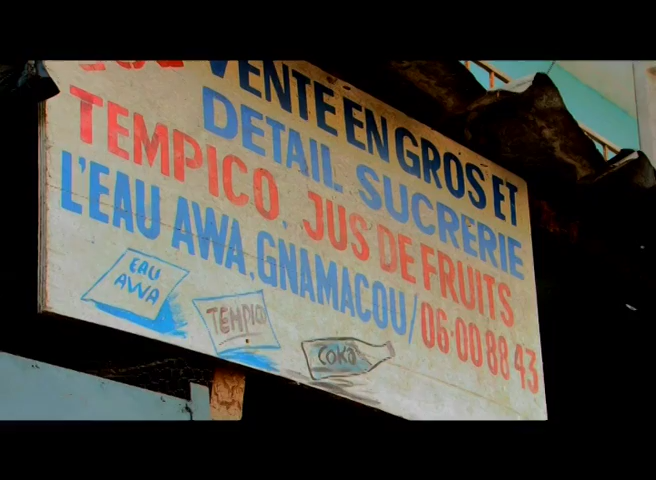 VENTE EN GROS ET
DETAIL SUCRERIE
TEMPICO, JUS DE FRUITS
L'EAU AWA, GNAMACOU/06·00 88 43
EAU
AWA
TEMPICO
COKA